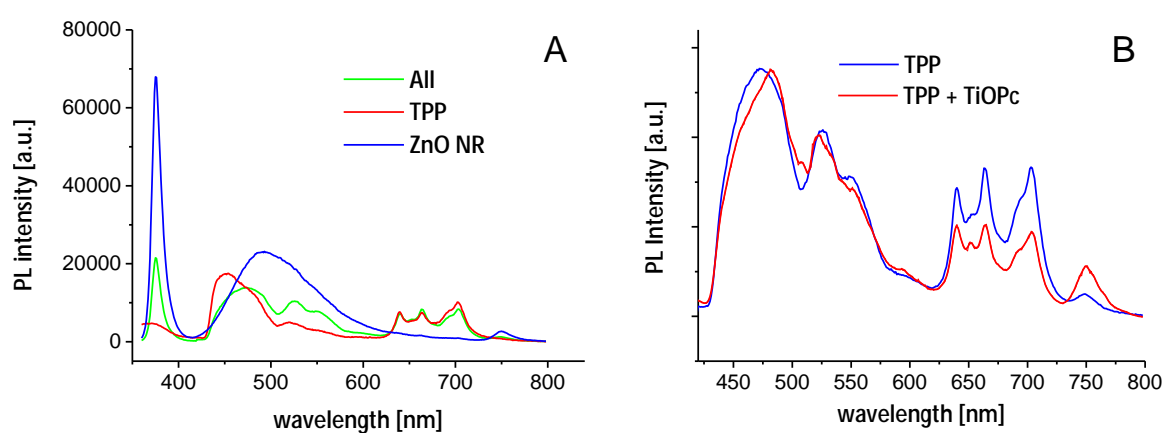 A
PL intensity [a.u.]
80000
60000
40000
20000
0
All
TPP
ZnO NR
400
500
600
700
800
wavelength [nm]
B
PL Intensity [a.u.]
TPP
TPP + TiOPc
450
500
550
600
650
700
750
800
wavelength [nm]